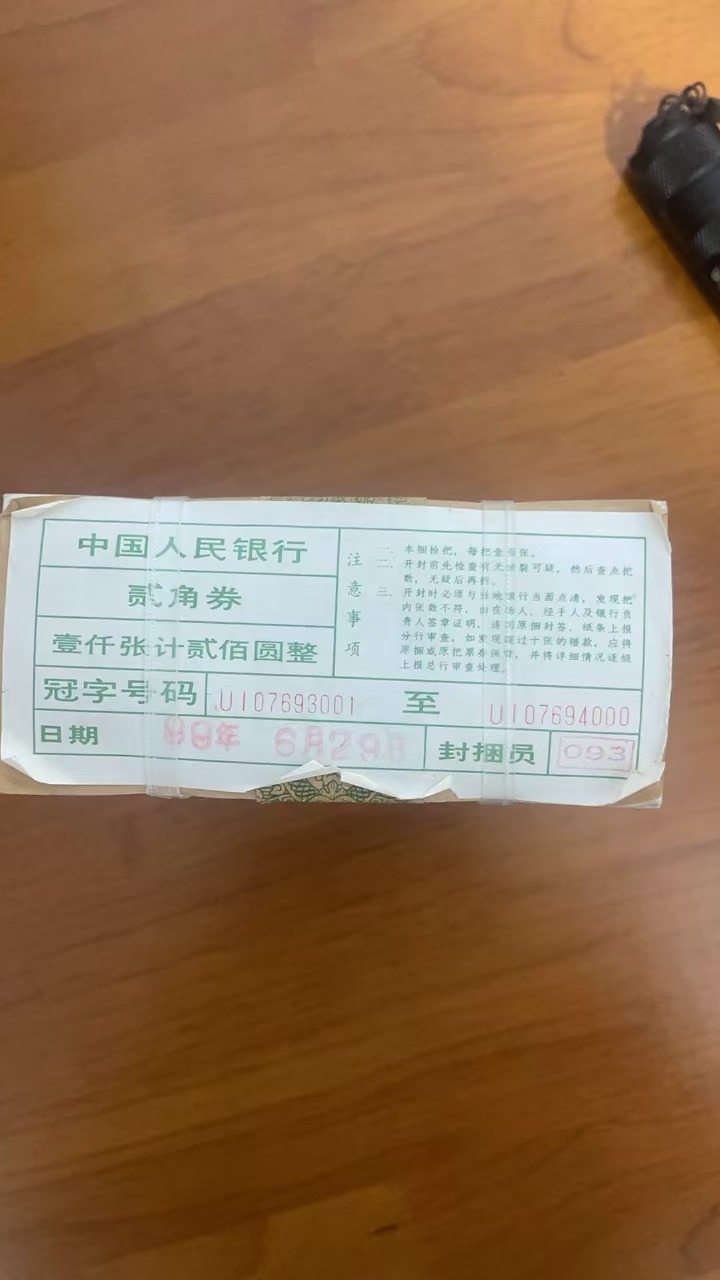 中国人民银行
贰角券
壹仟张计贰佰圆整
冠字号码 UI07693001 至 UI07694000
日期 99年 6月29日 封捆员 093
注意事项
一、本捆拾把，每把壹百张。
二、开封前先检查有无破裂可疑，然后查点把
数，无疑后再拆。
三、开封时必须与当地银行当面点清，发现把
内张数不符，由在场人、经手人及银行负
责人签章证明，连同原捆封签、纸条上报
分行审查。如发现超过十张的错款，应将
原捆或原把票券保管，并将详细情况逐级
上报总行审查处理。